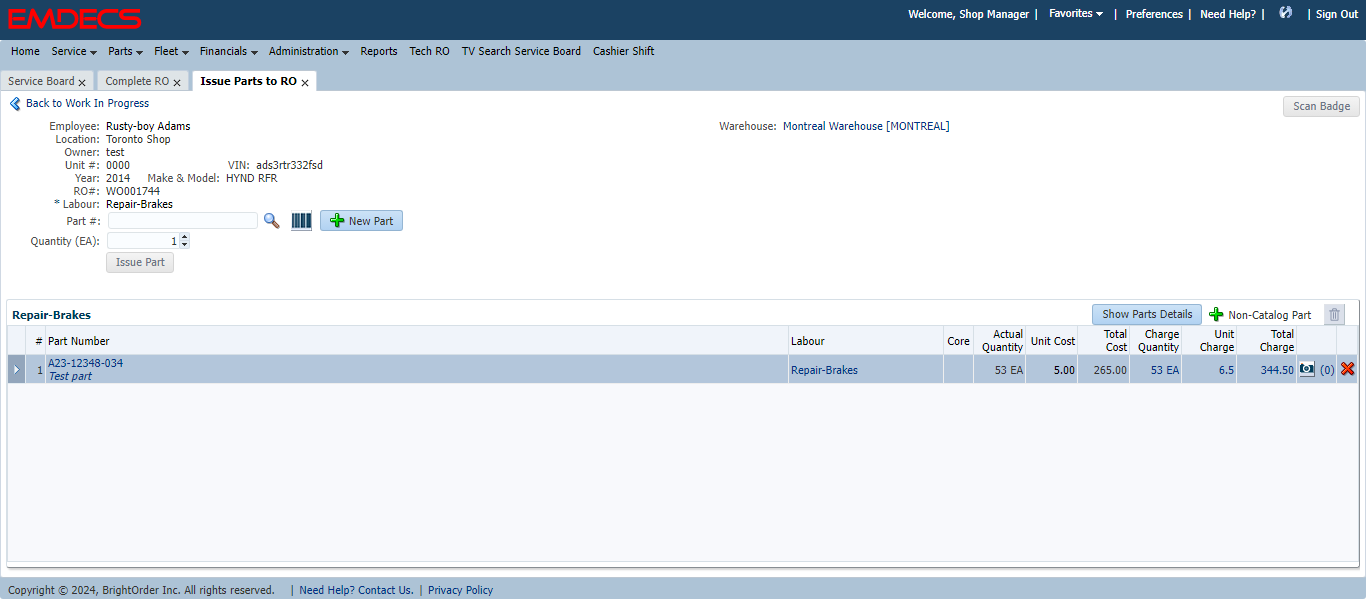 EMDECS
Welcome, Shop Manager | Favorites | Preferences | Need Help? | | Sign Out
Home Service Parts Fleet Financials Administration Reports Tech RO TV Search Service Board Cashier Shift
Service Board x Complete RO x Issue Parts to RO x
Back to Work In Progress
Scan Badge
Employee: Rusty-boy Adams
Warehouse: Montreal Warehouse [MONTREAL]
Location: Toronto Shop
Owner: test
Unit #: 0000 VIN: ads3rtr332fsd
Year: 2014 Make & Model: HYND RFR
RO#: WO001744
* Labour: Repair-Brakes
Part #: New Part
Quantity (EA): 1
Issue Part
Repair-Brakes Show Parts Details Non-Catalog Part
# Part Number Labour Core Actual Quantity Unit Cost Total Cost Charge Quantity Unit Charge Total Charge
1 A23-12348-034 Repair-Brakes 53 EA 5.00 265.00 53 EA 6.5 344.50 (0)
Test part
Copyright © 2024, BrightOrder Inc. All rights reserved. | Need Help? Contact Us. | Privacy Policy